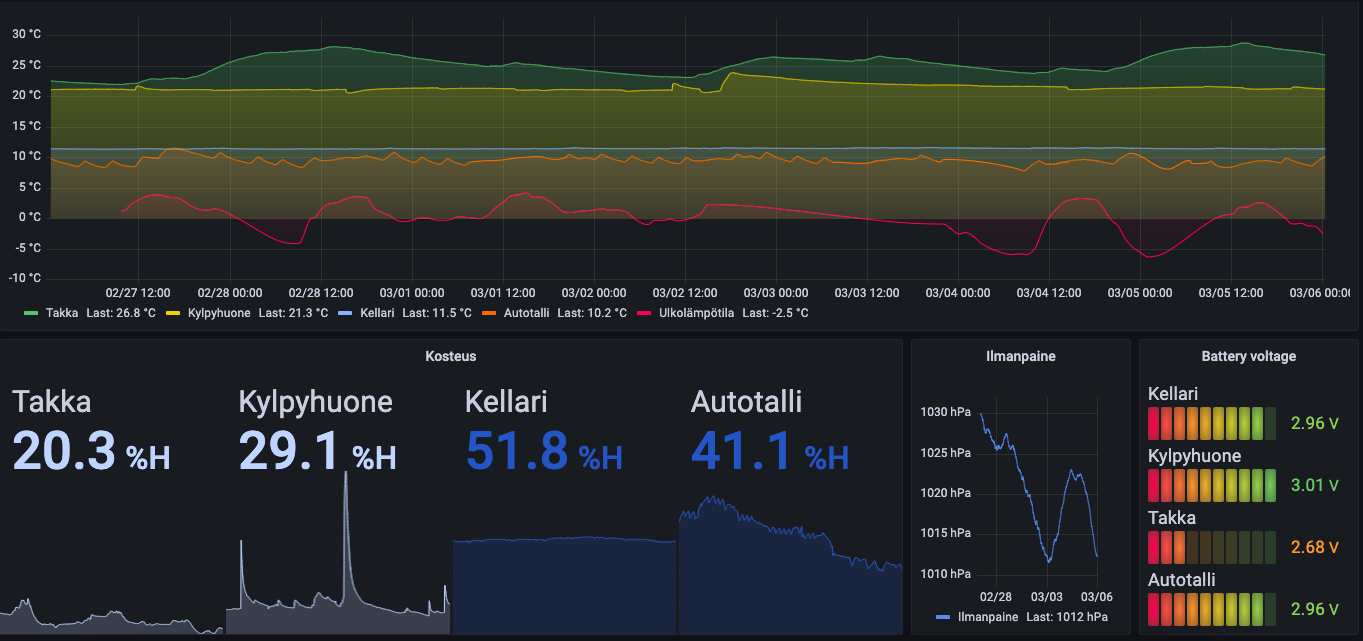 30 °C
25 °C
20 °C
15 °C
10 °C
5 °C
0 °C
-5 °C
-10 °C
02/27 12:00 02/28 00:00 02/28 12:00 03/01 00:00 03/01 12:00 03/02 00:00 03/02 12:00 03/03 00:00 03/03 12:00 03/04 00:00 03/04 12:00 03/05 00:00 03/05 12:00 03/06 00:00
Takka Last: 26.8 °C Kylpyhuone Last: 21.3 °C Kellari Last: 11.5 °C Autotalli Last: 10.2 °C Ulkolämpötila Last: -2.5 °C
Kosteus
Takka
20.3 %H
Kylpyhuone
29.1 %H
Kellari
51.8 %H
Autotalli
41.1 %H
Ilmanpaine
1030 hPa
1025 hPa
1020 hPa
1015 hPa
1010 hPa
02/28 03/03 03/06
Ilmanpaine Last: 1012 hPa
Battery voltage
Kellari
2.96 V
Kylpyhuone
3.01 V
Takka
2.68 V
Autotalli
2.96 V